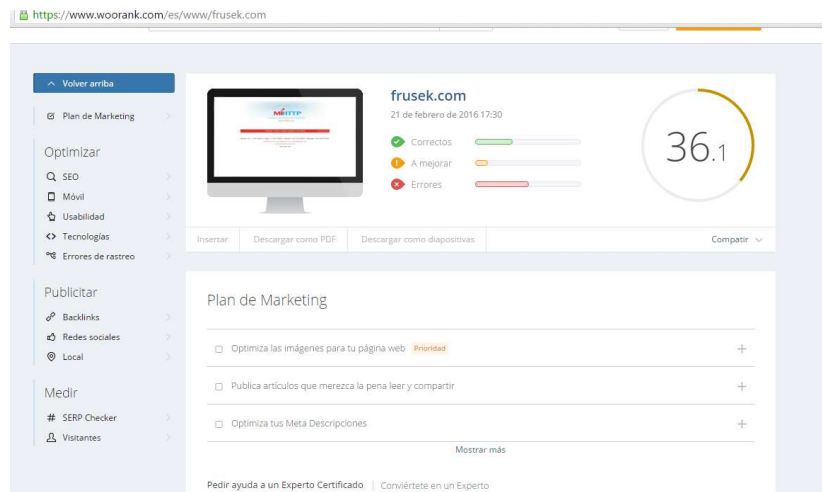 https://www.woorank.com/es/www/frusek.com
Volver arriba
Plan de Marketing
Optimizar
SEO
Móvil
Usabilidad
Tecnologías
Errores de rastreo
Publicitar
Backlinks
Redes sociales
Local
Medir
SERP Checker
Visitantes
MiHTTP
frusek.com
21 de febrero de 2016 17:30
Correctos
A mejorar
Errores
36.1
Insertar
Descargar como PDF
Descargar como diapositivas
Compatir
Plan de Marketing
Optimiza las imágenes para tu página web Prioridad
Publica artículos que merezca la pena leer y compartir
Optimiza tus Meta Descripciones
Mostrar más
Pedir ayuda a un Experto Certificado | Conviértete en un Experto